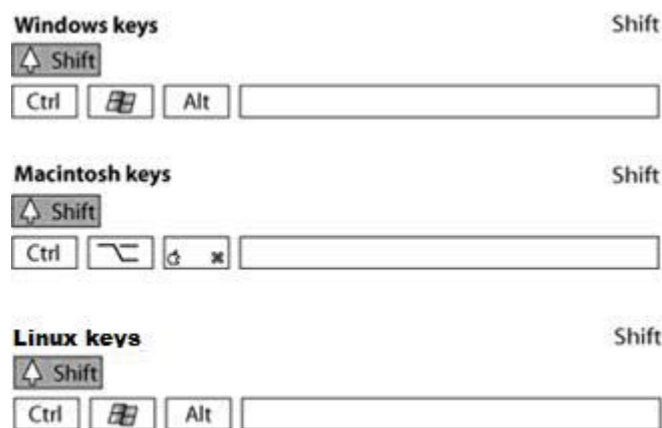 Windows keys Shift
Shift
Ctrl Alt
Macintosh keys Shift
Shift
Ctrl ⌥ ⌘
Linux keys Shift
Shift
Ctrl Alt